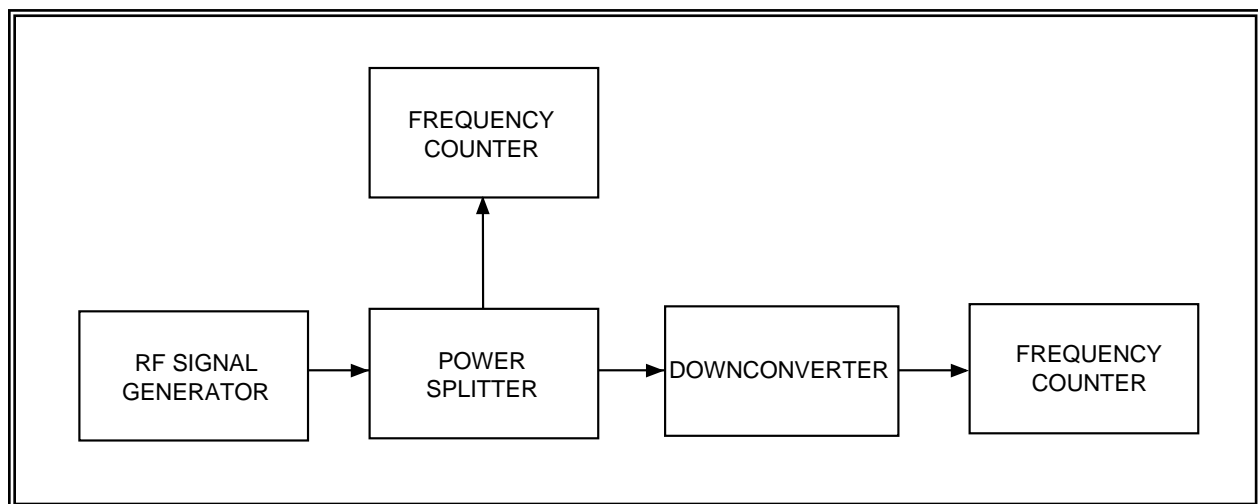 FREQUENCY
COUNTER
RF SIGNAL
GENERATOR
POWER
SPLITTER
DOWNCONVERTER
FREQUENCY
COUNTER